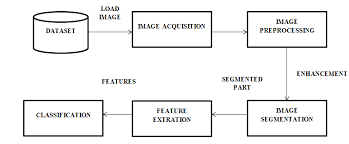 LOAD
IMAGE
DATASET
IMAGE ACQUISITION
IMAGE
PREPROCESSING
ENHANCEMENT
FEATURES
SEGMENTED
PART
CLASSIFICATION
FEATURE
EXTRATION
IMAGE
SEGMENTATION